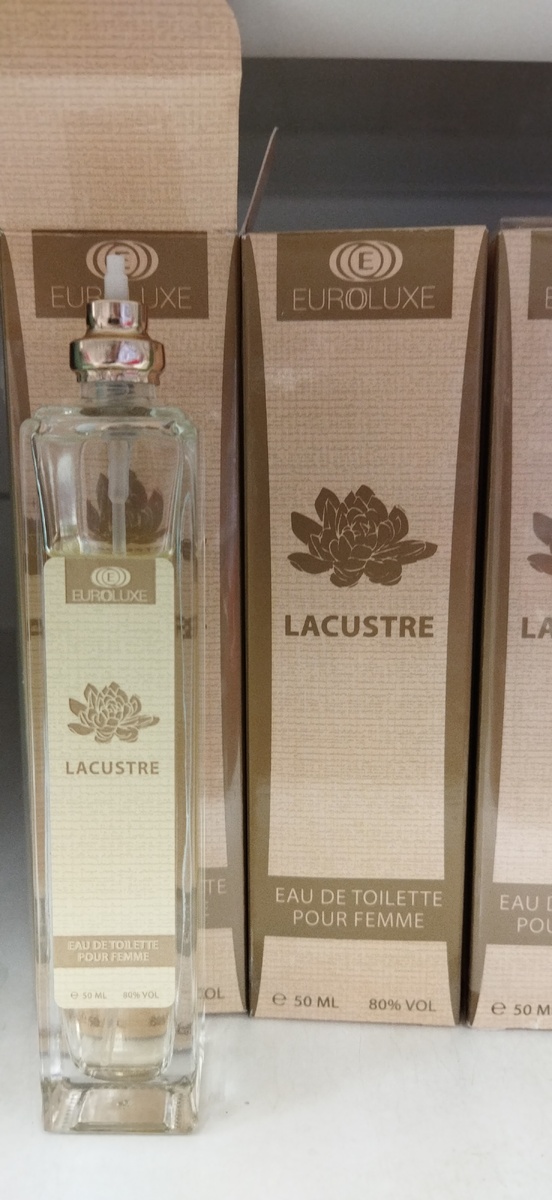 E
EUROLUXE
LACUSTRE
EAU DE TOILETTE
POUR FEMME
℮ 50 ML 80% VOL
E
EUROLUXE
LACUSTRE
EAU DE TOILETTE
POUR FEMME
℮ 50 ML 80% VOL